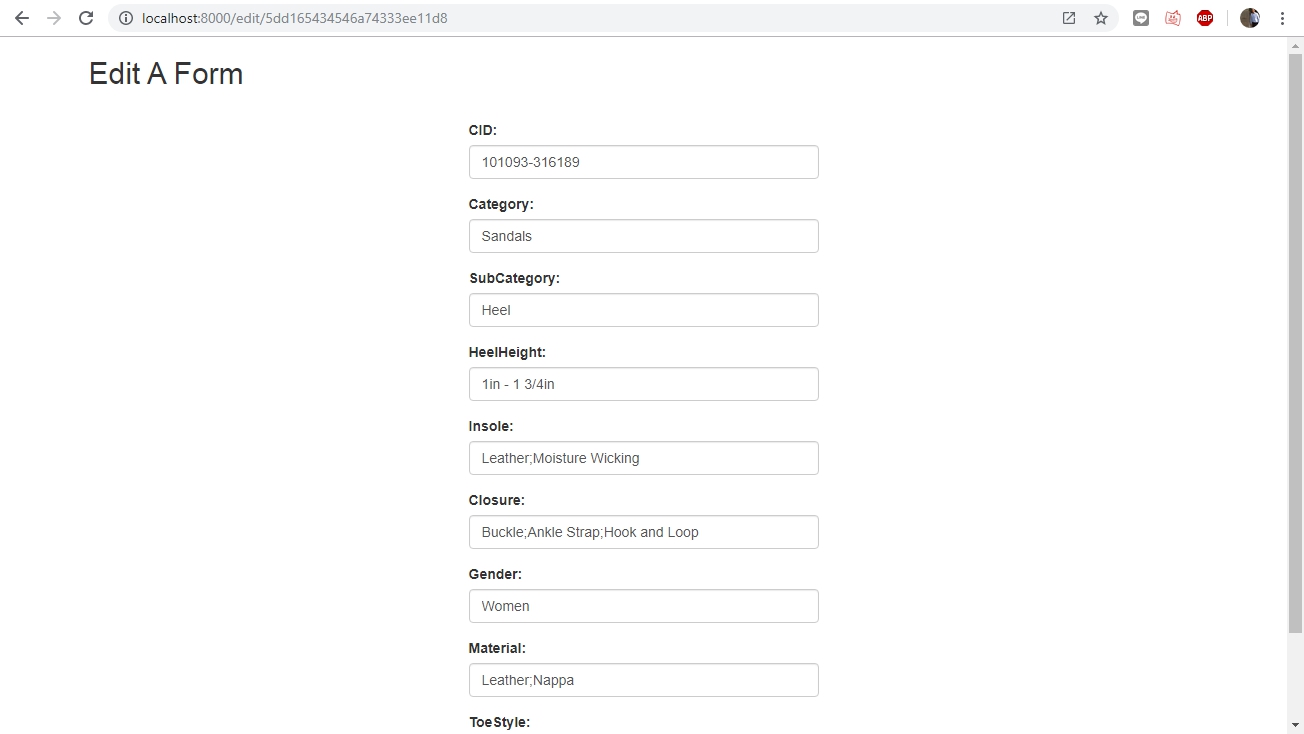 localhost:8000/edit/5dd165434546a74333ee11d8
ABP
Edit A Form
CID:
101093-316189
Category:
Sandals
SubCategory:
Heel
HeelHeight:
1in - 1 3/4in
Insole:
Leather;Moisture Wicking
Closure:
Buckle;Ankle Strap;Hook and Loop
Gender:
Women
Material:
Leather;Nappa
ToeStyle: